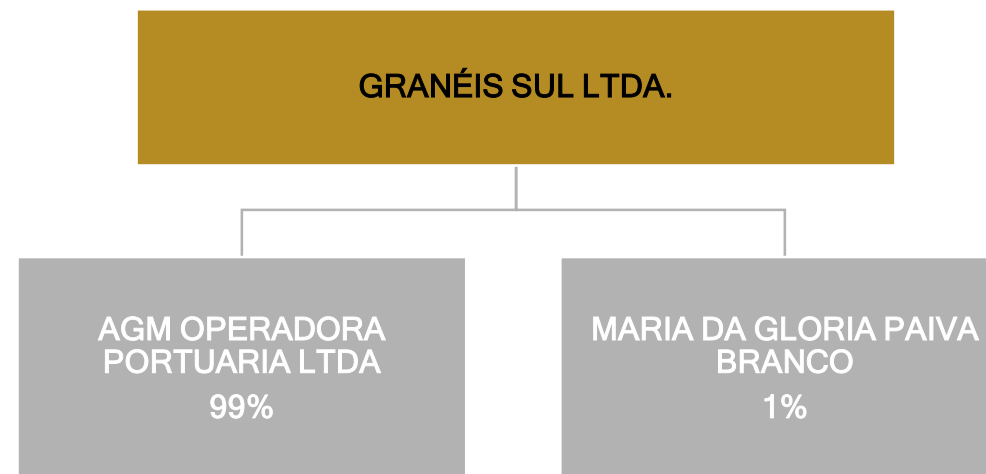 GRANÉIS SUL LTDA.
AGM OPERADORA
PORTUARIA LTDA
99%
MARIA DA GLORIA PAIVA
BRANCO
1%